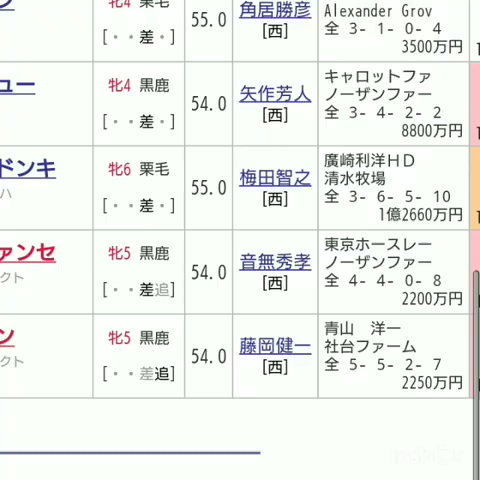 ン
牝4 栗毛
[・・差・]
55.0
角居勝彦
[西]
Alexander Grov
全 3- 1- 0- 4
3500万円
ュー
牝4 黒鹿
[・・差・]
54.0
矢作芳人
[西]
キャロットファ
ノーザンファー
全 3- 4- 2- 2
8800万円
ドンキ
ハ
牝6 栗毛
[・・差・]
55.0
梅田智之
[西]
廣崎利洋ＨＤ
清水牧場
全 3- 6- 5- 10
1億2660万円
ァンセ
クト
牝5 黒鹿
[・・差追]
54.0
音無秀孝
[西]
東京ホースレー
ノーザンファー
全 4- 4- 0- 8
2200万円
ン
クト
牝5 黒鹿
[・・差追]
54.0
藤岡健一
[西]
青山　洋一
社台ファーム
全 5- 5- 2- 7
2250万円